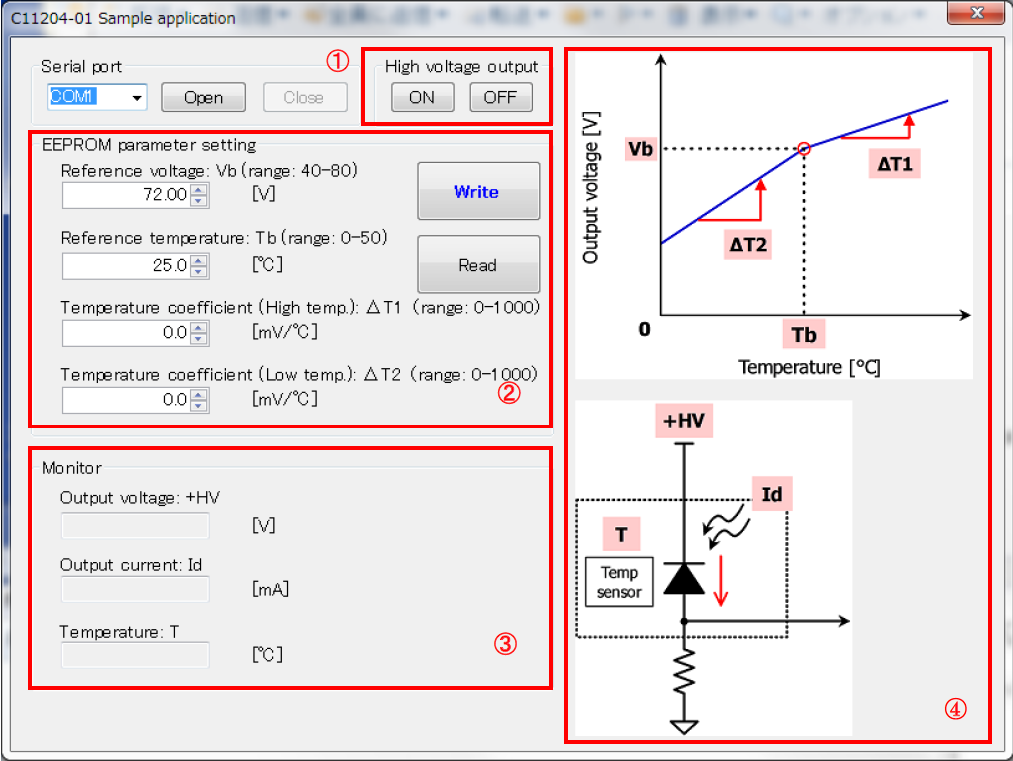 C11204-01 Sample application
Serial port
①
High voltage output
COM1
Open
Close
ON
OFF
EEPROM parameter setting
Reference voltage: Vb (range: 40-80)
72.00
[V]
Write
Reference temperature: Tb (range: 0-50)
25.0
[℃]
Read
Temperature coefficient (High temp.): ΔT1 (range: 0-1000)
0.0
[mV/℃]
Temperature coefficient (Low temp.): ΔT2 (range: 0-1000)
0.0
[mV/℃]
②
Monitor
Output voltage: +HV
[V]
Output current: Id
[mA]
Temperature: T
[℃]
③
Output voltage [V]
Vb
ΔT1
ΔT2
0
Tb
Temperature [°C]
+HV
Id
T
Temp
sensor
④